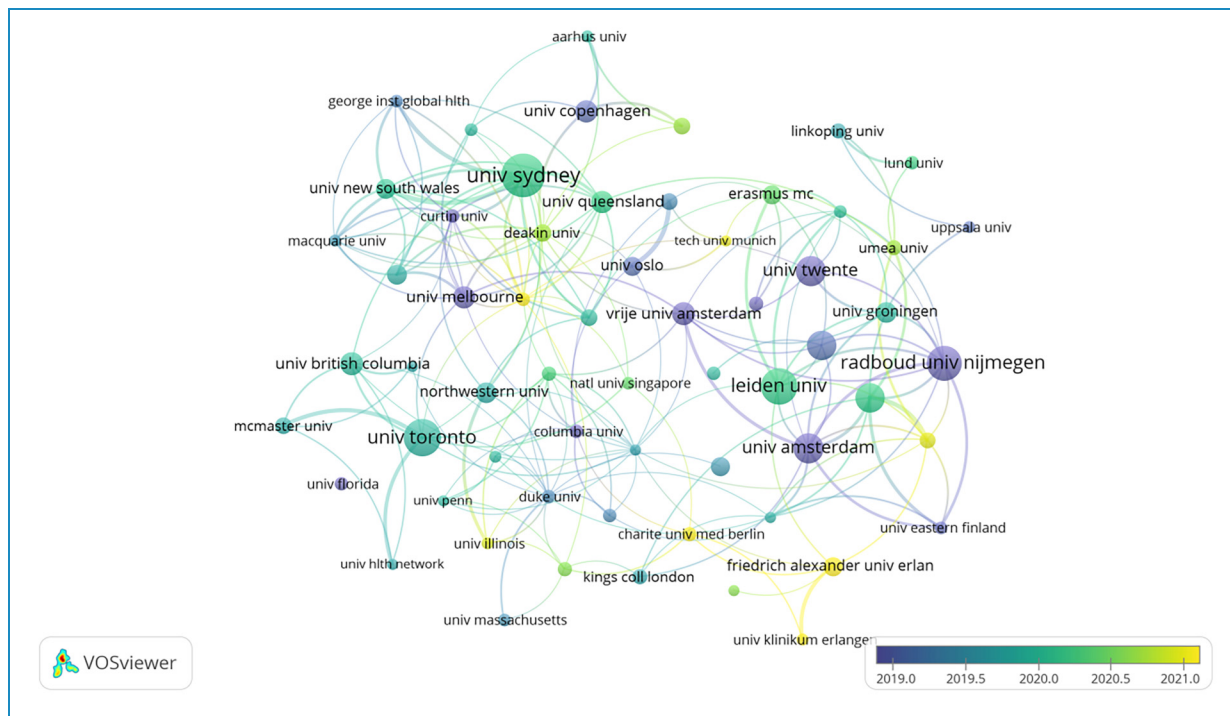 aarhus univ
george inst global hlth
univ copenhagen
linkoping univ
lund univ
univ sydney
univ new south wales
univ queensland
erasmus mc
curtin univ
deakin univ
uppsala univ
macquarie univ
tech univ munich
umea univ
univ oslo
univ twente
univ melbourne
vrije univ amsterdam
univ groningen
univ british columbia
radboud univ nijmegen
northwestern univ
natl univ singapore
leiden univ
mcmaster univ
univ toronto
columbia univ
univ amsterdam
univ florida
univ penn
duke univ
univ eastern finland
univ illinois
charite univ med berlin
univ hlth network
kings coll london
friedrich alexander univ erlan
univ massachusetts
univ klinikum erlangen
VOSviewer
2019.0 2019.5 2020.0 2020.5 2021.0